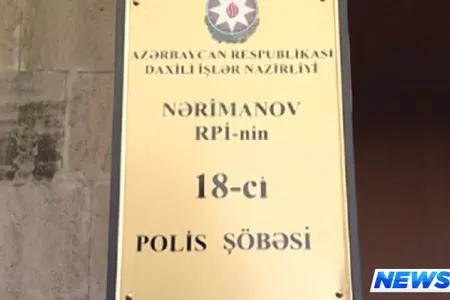 AZƏRBAYCAN RESPUBLİKASI
DAXİLİ İŞLƏR NAZİRLİYİ
NƏRİMANOV
RPİ-nin
18-ci
POLİS ŞÖBƏSİ
NEWS